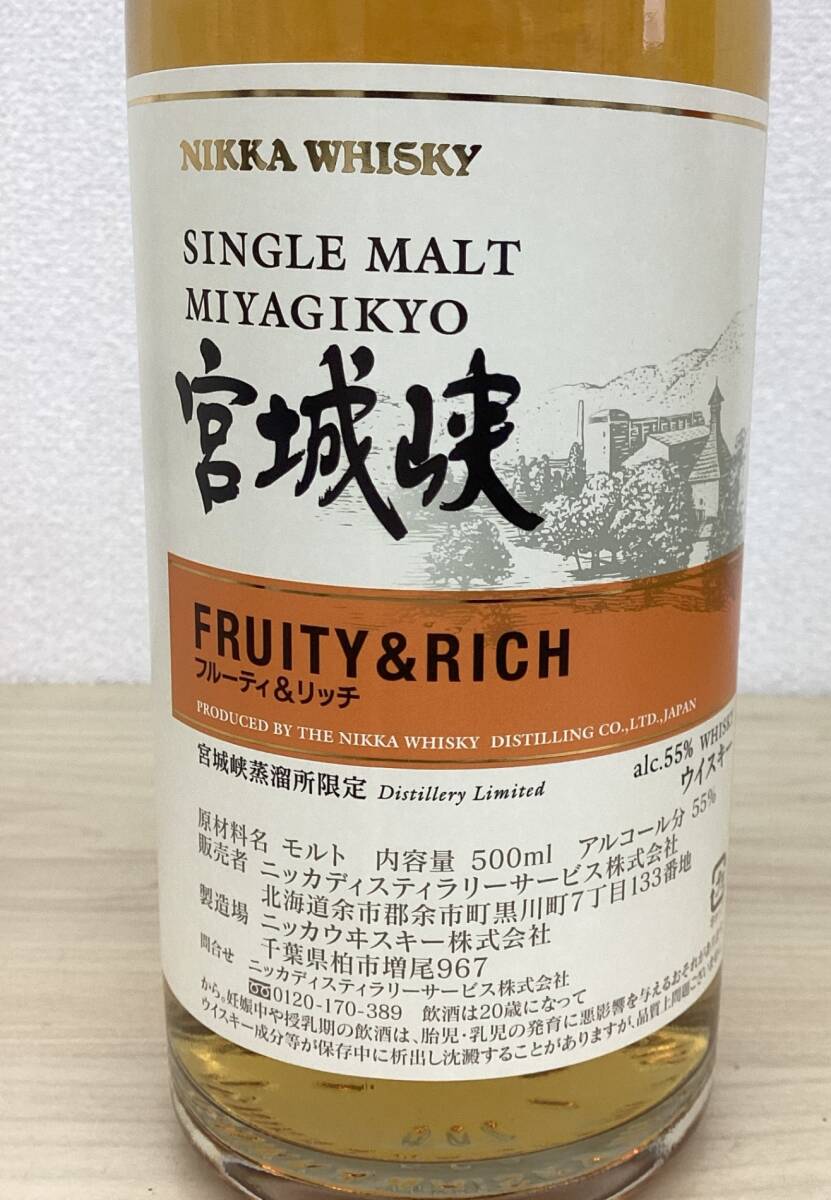 NIKKA WHISKY
SINGLE MALT
MIYAGIKYO
宮城峡
FRUITY&RICH
フルーティ&リッチ
PRODUCED BY THE NIKKA WHISKY DISTILLING CO.,LTD.,JAPAN
宮城峡蒸溜所限定 Distillery Limited
alc.55% WHISKY
ウイスキー
原材料名 モルト 内容量 500ml アルコール分 55%
販売者 ニッカディスティラリーサービス株式会社
北海道余市郡余市町黒川町7丁目133番地
製造場 ニッカウヰスキー株式会社
千葉県柏市増尾967
問合せ ニッカディスティラリーサービス株式会社
0120-170-389 飲酒は20歳になって
から。妊娠中や授乳期の飲酒は、胎児・乳児の発育に悪影響を与えるおそれがあります
ウイスキー成分等が保存中に析出し沈澱することがありますが、品質上問題ございま